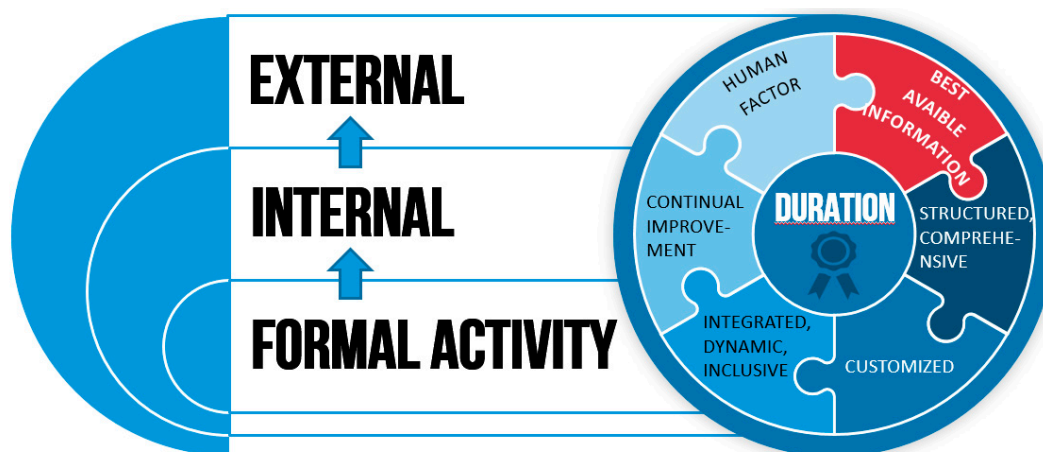 EXTERNAL
INTERNAL
FORMAL ACTIVITY
HUMAN
FACTOR
BEST
AVAIBLE
INFORMATION
CONTINUAL
IMPROVE-
MENT
DURATION
STRUCTURED,
COMPREHE-
NSIVE
INTEGRATED,
DYNAMIC,
INCLUSIVE
CUSTOMIZED